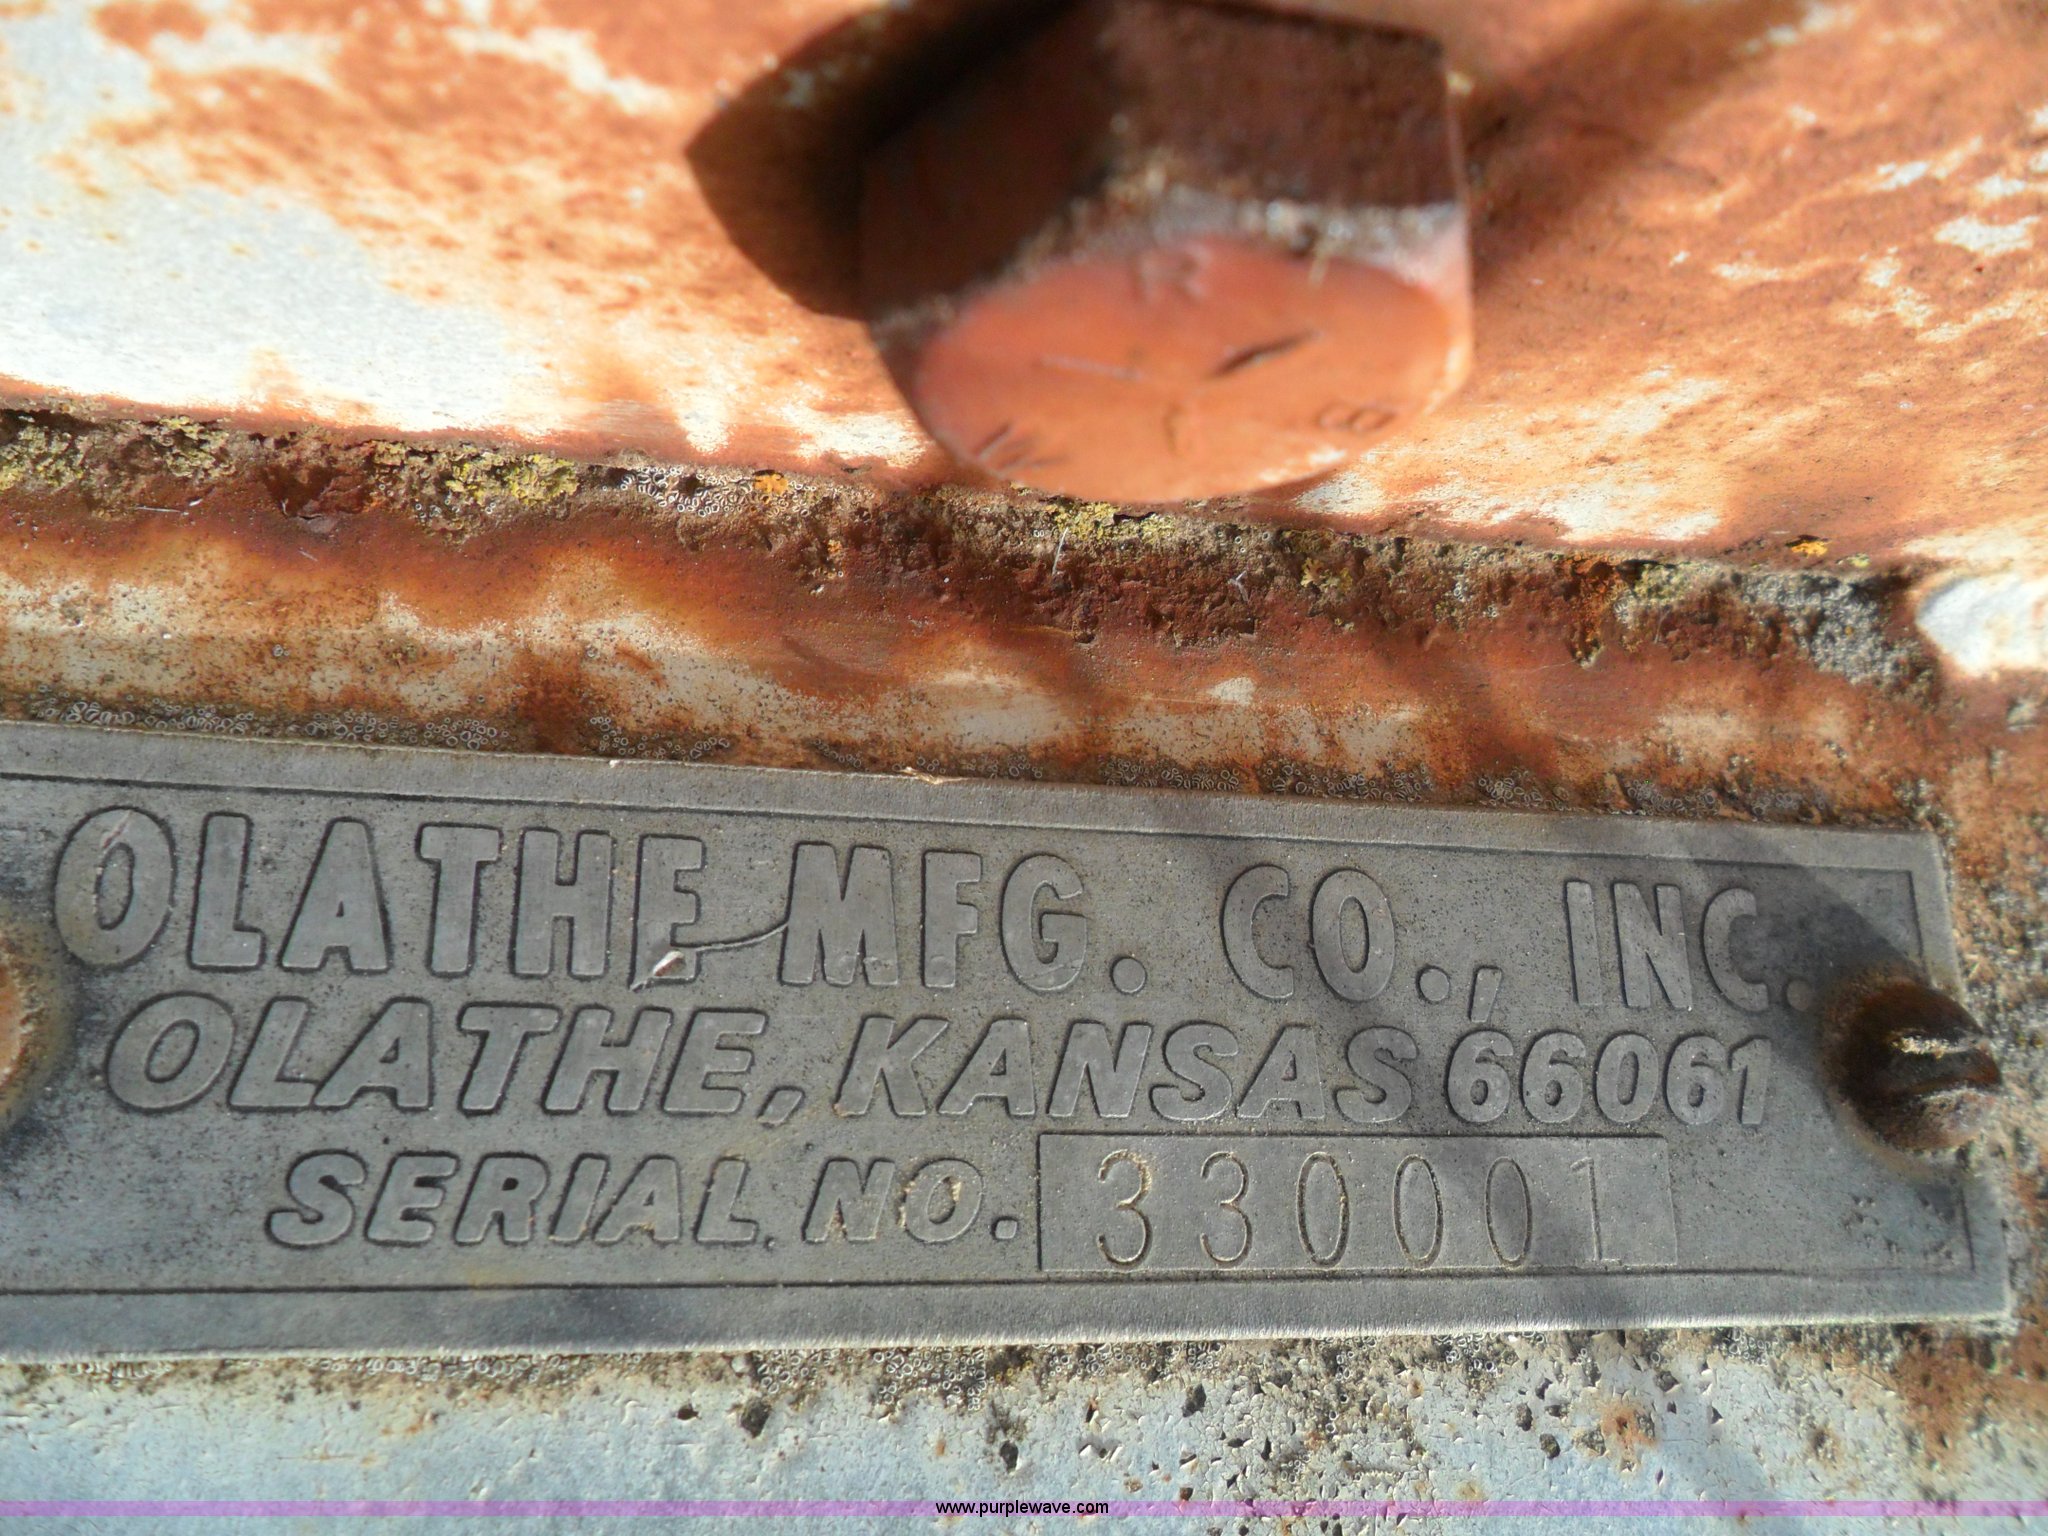 OLATHE MFG. CO., INC.
OLATHE, KANSAS 66061
SERIAL NO. 330001
www.purplewave.com